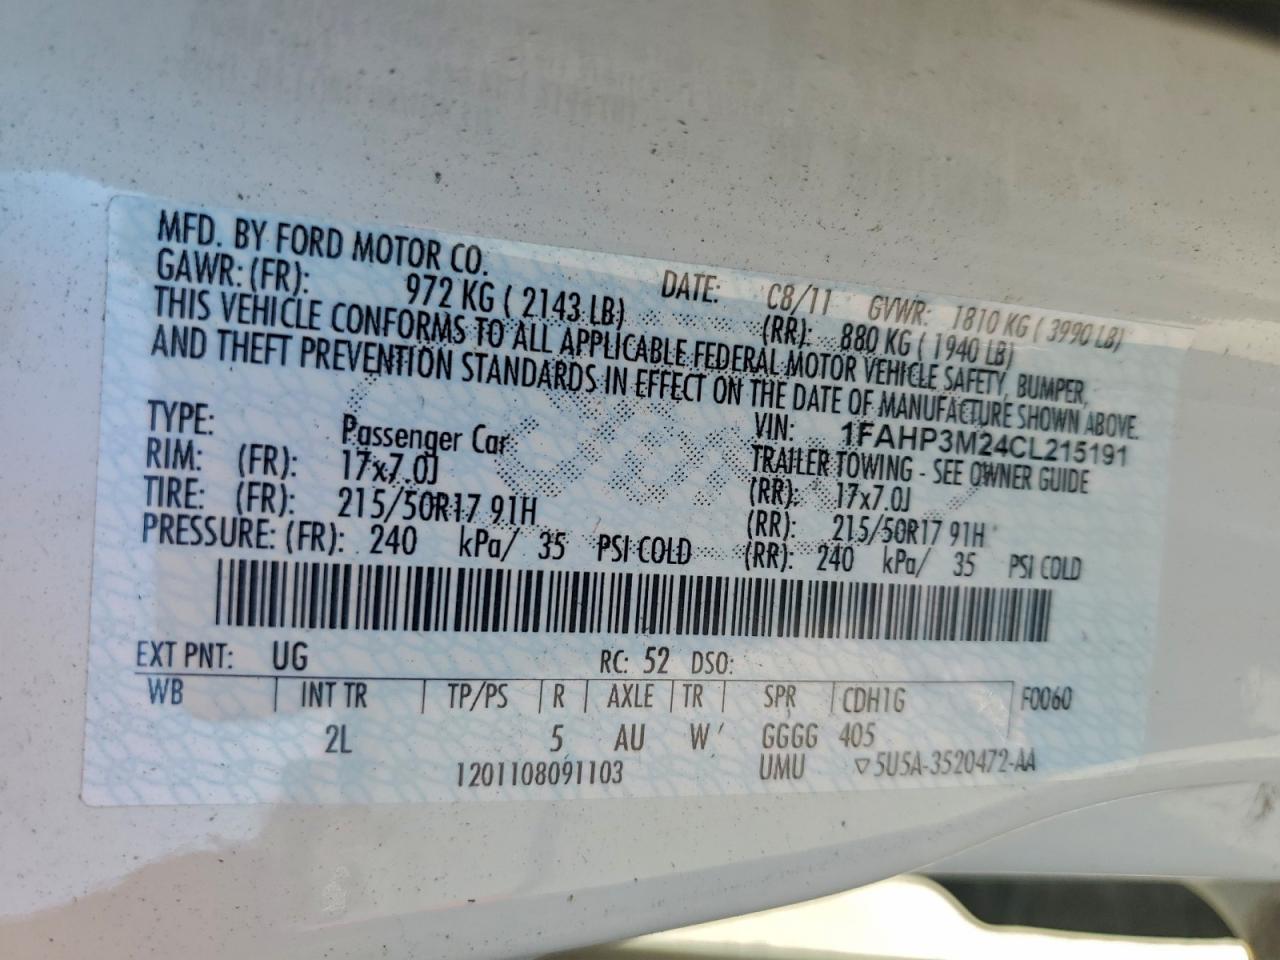 MFD. BY FORD MOTOR CO.
DATE: C8/11 GVWR: 1810 KG ( 3990 LB)
GAWR: (FR): 972 KG ( 2143 LB) (RR): 880 KG ( 1940 LB)
THIS VEHICLE CONFORMS TO ALL APPLICABLE FEDERAL MOTOR VEHICLE SAFETY, BUMPER,
AND THEFT PREVENTION STANDARDS IN EFFECT ON THE DATE OF MANUFACTURE SHOWN ABOVE.
VIN: 1FAHP3M24CL215191
TYPE: Passenger Car TRAILER TOWING - SEE OWNER GUIDE
RIM: (FR): 17x7.0J (RR): 17x7.0J
TIRE: (FR): 215/50R17 91H (RR): 215/50R17 91H
PRESSURE: (FR): 240 kPa/ 35 PSI COLD (RR): 240 kPa/ 35 PSI COLD
EXT PNT: UG RC: 52 DSO:
WB | INT TR | TP/PS | R | AXLE | TR | SPR | CDH1G F0060
2L 5 AU W' GGGG 405
1201108091103 UMU ▽5U5A-3520472-AA